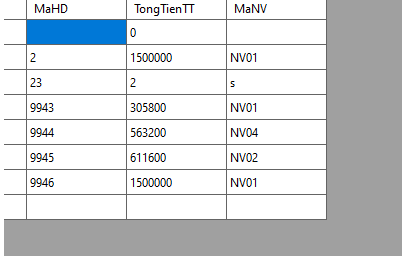 MaHD TongTienTT MaNV
0
2 1500000 NV01
23 2 s
9943 305800 NV01
9944 563200 NV04
9945 611600 NV02
9946 1500000 NV01